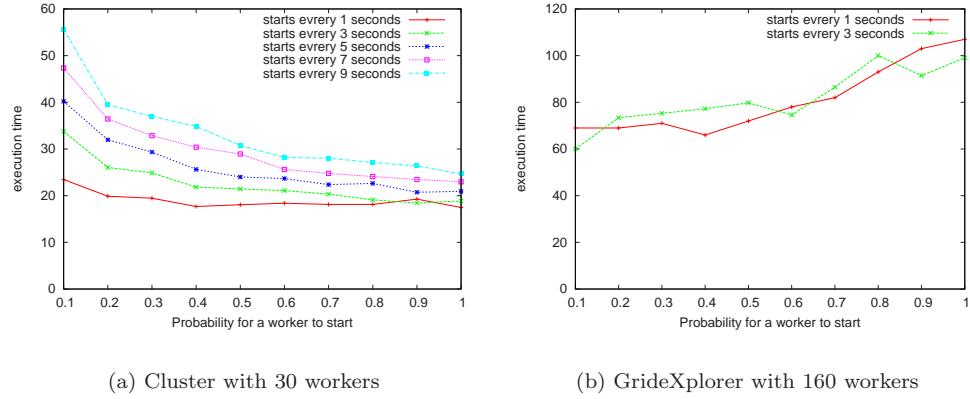 60
50
40
30
20
10
0
execution time
starts evrery 1 seconds
starts evrery 3 seconds
starts evrery 5 seconds
starts evrery 7 seconds
starts evrery 9 seconds
0.1 0.2 0.3 0.4 0.5 0.6 0.7 0.8 0.9 1
Probability for a worker to start
(a) Cluster with 30 workers
120
100
80
60
40
20
0
execution time
starts evrery 1 seconds
starts evrery 3 seconds
0.1 0.2 0.3 0.4 0.5 0.6 0.7 0.8 0.9 1
Probability for a worker to start
(b) GrideXplorer with 160 workers